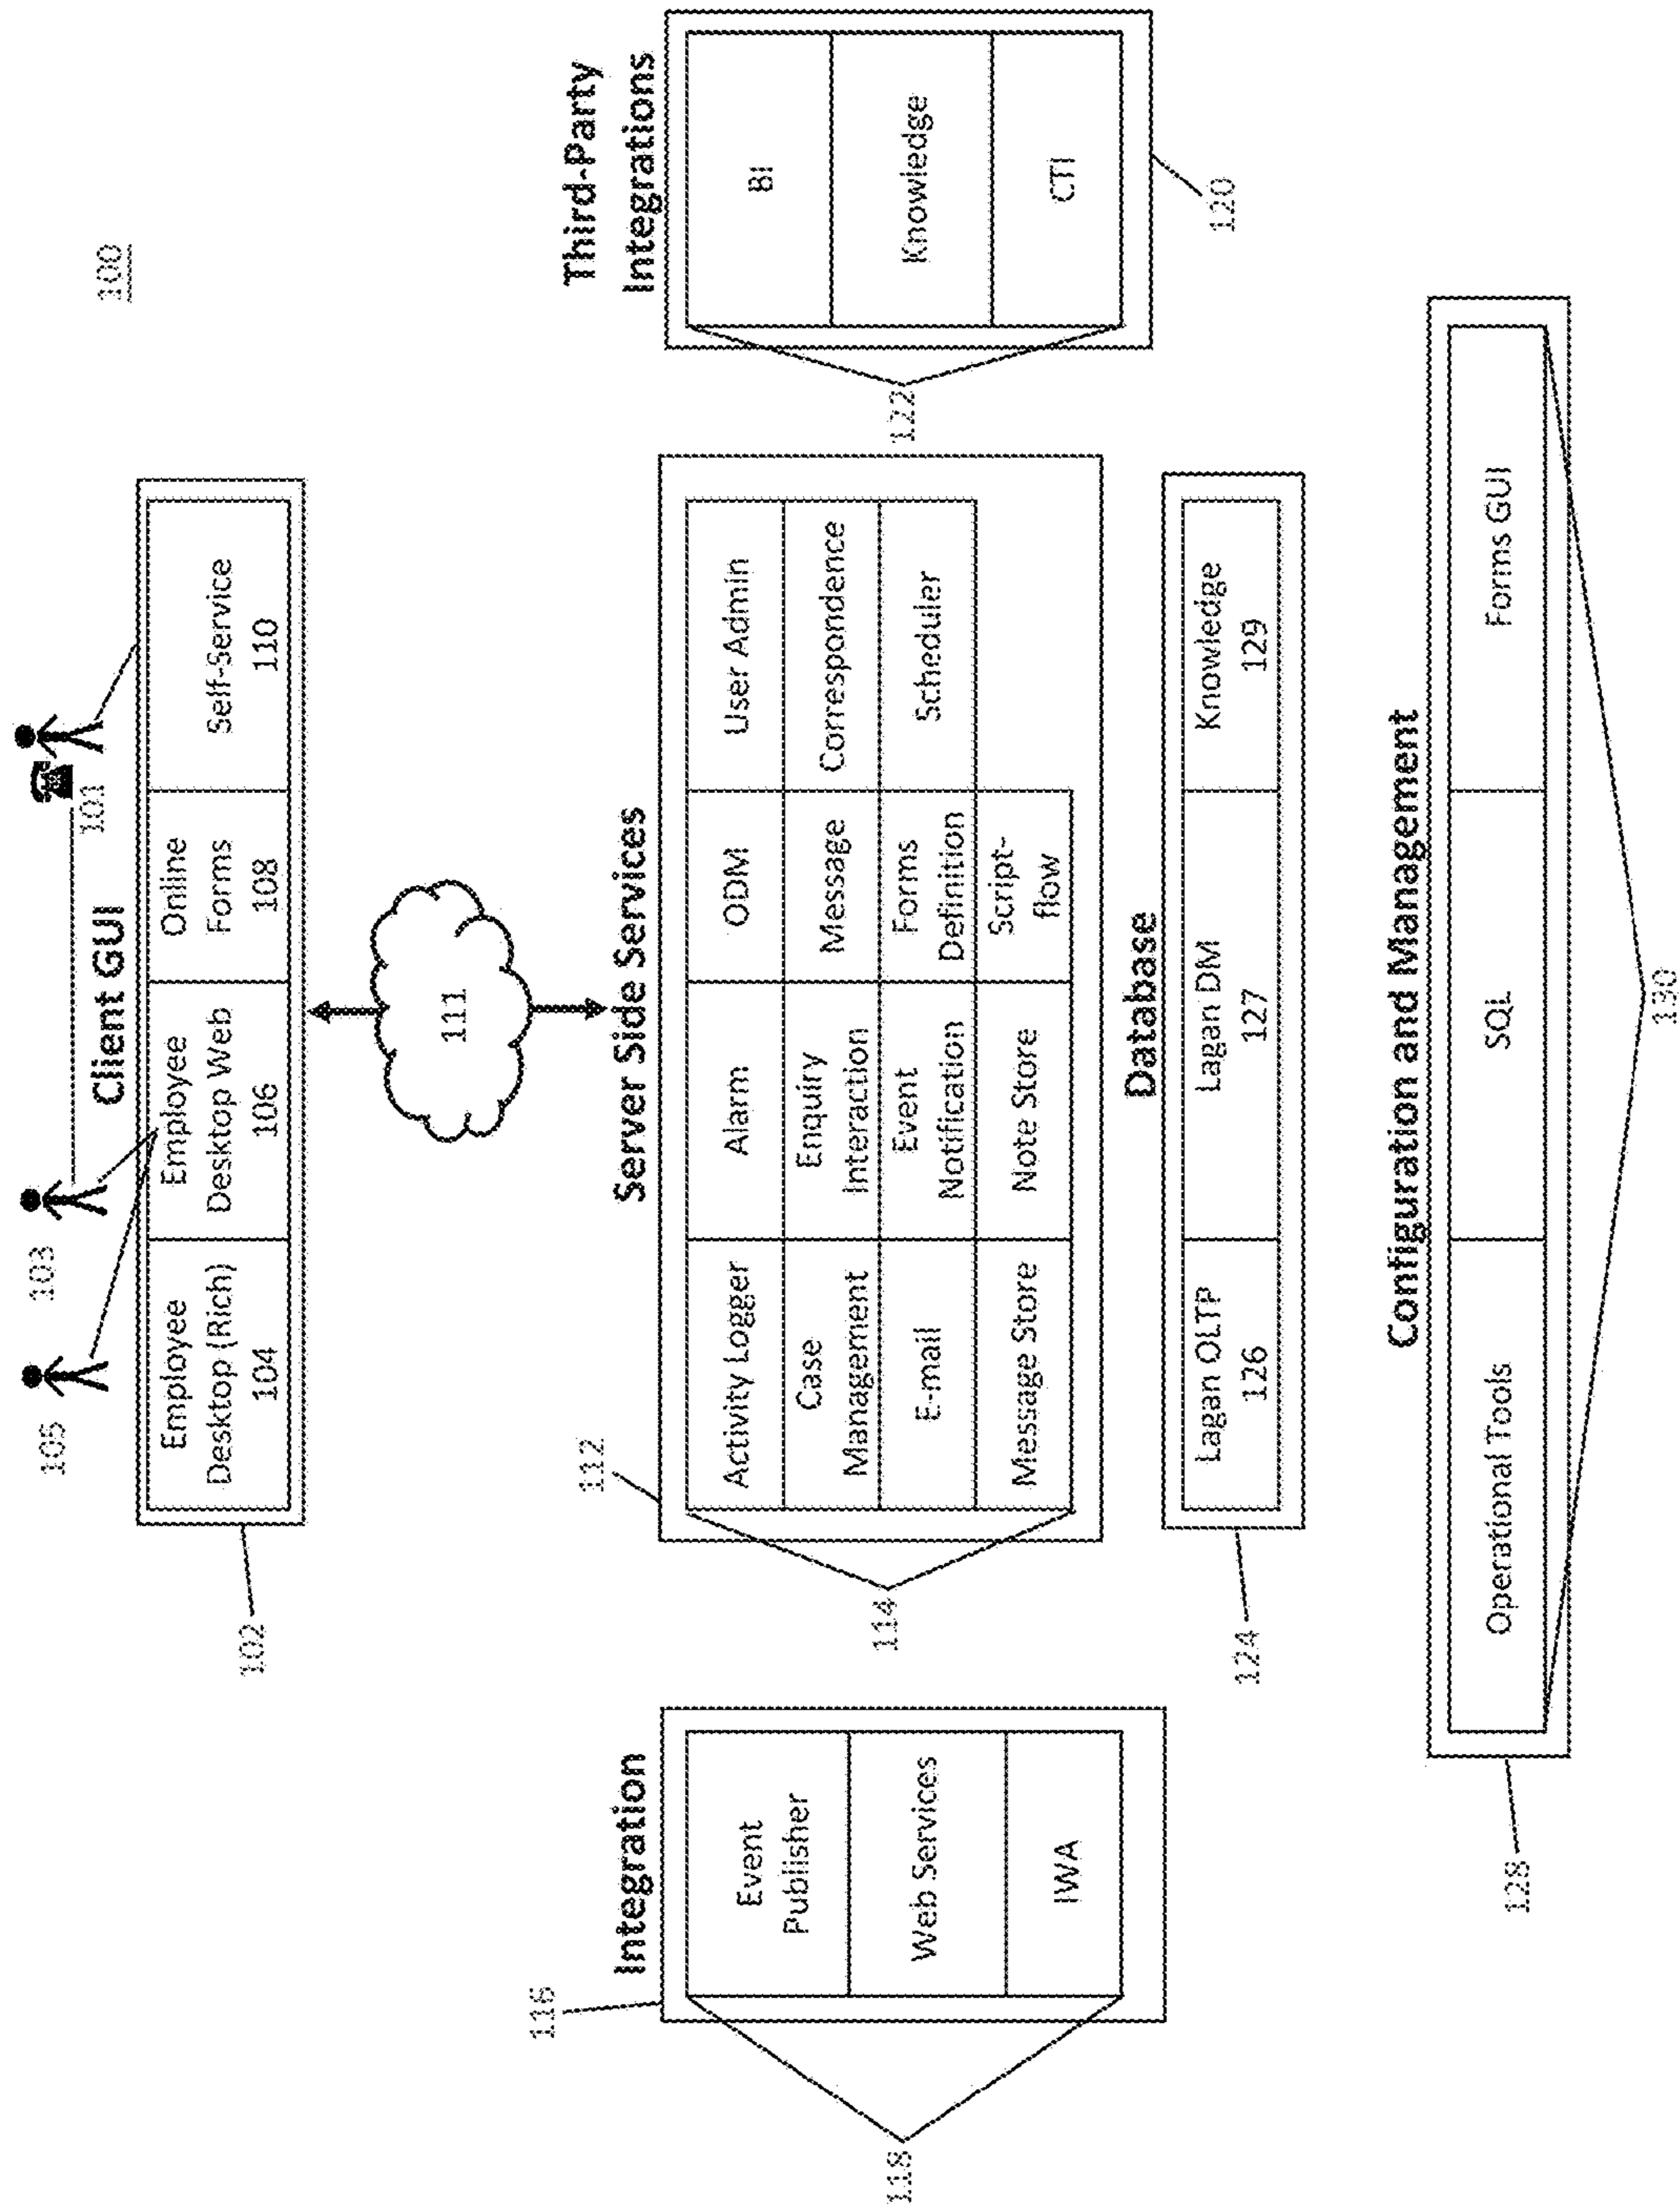 100
101
103
105
Client GUI
Employee
Desktop (Rich)
104
Employee
Desktop Web
106
Online
Forms
108
Self-Service
110
102
111
Integration
116
Event
Publisher
Web Services
IWA
118
Server Side Services
112
Activity Logger
Alarm
ODM
User Admin
Case
Management
Enquiry
Interaction
Message
Correspondence
E-mail
Event
Notification
Forms
Definition
Scheduler
Message Store
Note Store
Script-
flow
114
Third-Party
Integrations
BI
Knowledge
CTI
122
120
Database
Lagan OLTP
126
Lagan DM
127
Knowledge
129
124
Configuration and Management
Operational Tools
SQL
Forms GUI
128
130